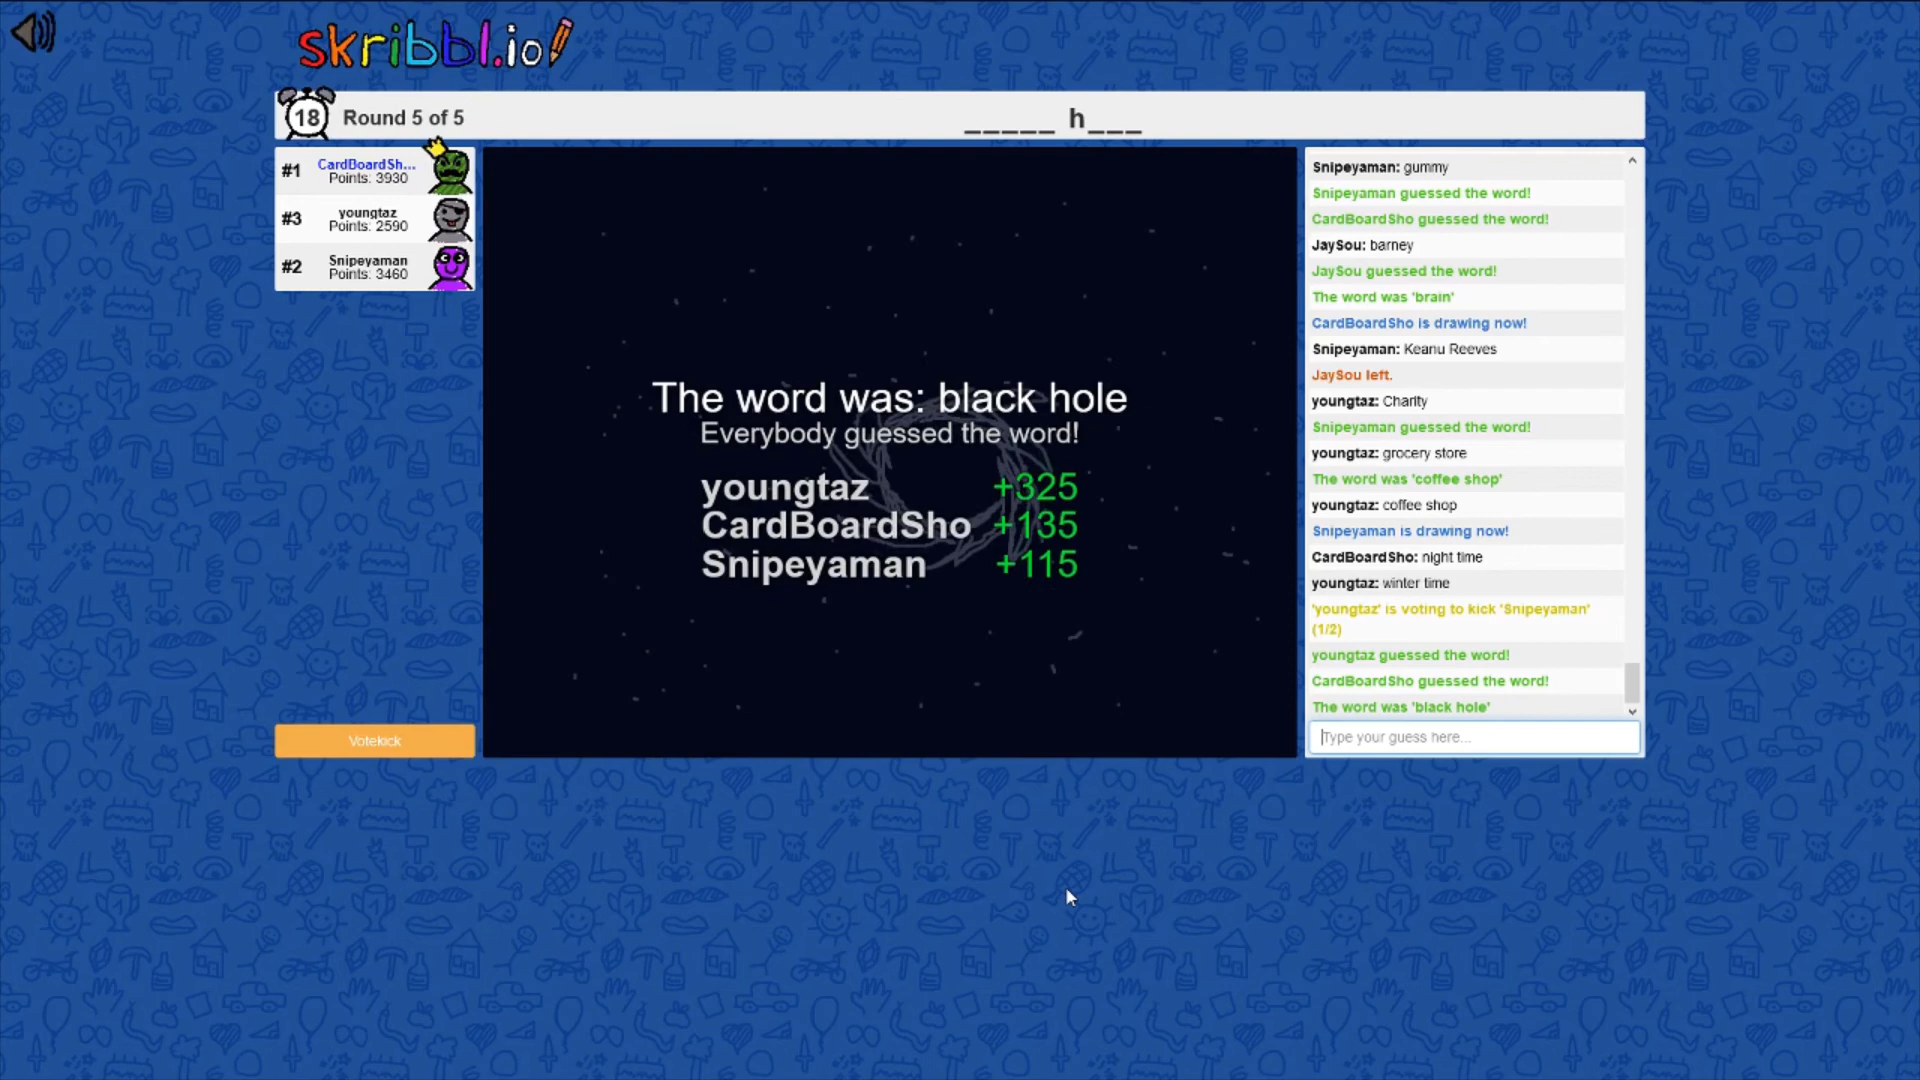 skribbl.io
18
Round 5 of 5
_____ h___
#1
CardBoardSh...
Points: 3930
#3
youngtaz
Points: 2590
#2
Snipeyaman
Points: 3460
Votekick
The word was: black hole
Everybody guessed the word!
youngtaz +325
CardBoardSho +135
Snipeyaman +115
Snipeyaman: gummy
Snipeyaman guessed the word!
CardBoardSho guessed the word!
JaySou: barney
JaySou guessed the word!
The word was 'brain'
CardBoardSho is drawing now!
Snipeyaman: Keanu Reeves
JaySou left.
youngtaz: Charity
Snipeyaman guessed the word!
youngtaz: grocery store
The word was 'coffee shop'
youngtaz: coffee shop
Snipeyaman is drawing now!
CardBoardSho: night time
youngtaz: winter time
'youngtaz' is voting to kick 'Snipeyaman'
(1/2)
youngtaz guessed the word!
CardBoardSho guessed the word!
The word was 'black hole'
Type your guess here...